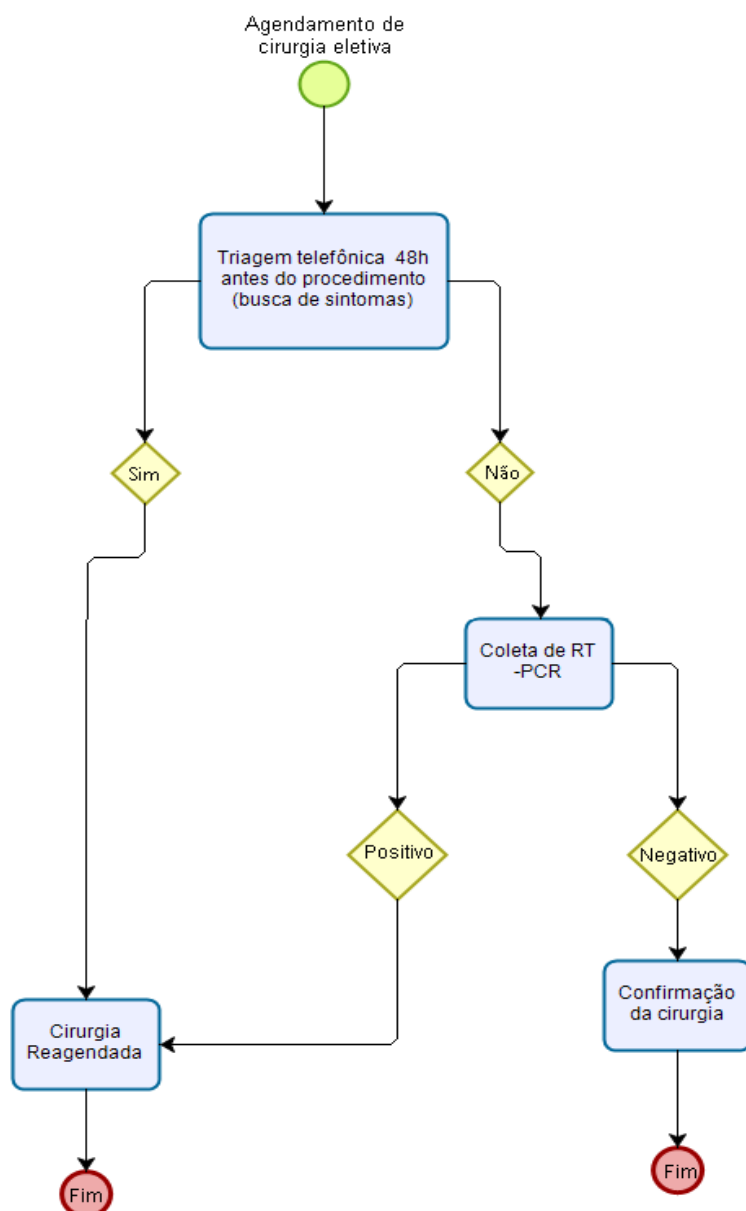 Agendamento de
cirurgia eletiva
Triagem telefônica 48h
antes do procedimento
(busca de sintomas)
Sim
Não
Coleta de RT
-PCR
Positivo
Negativo
Confirmação
da cirurgia
Cirurgia
Reagendada
Fim
Fim